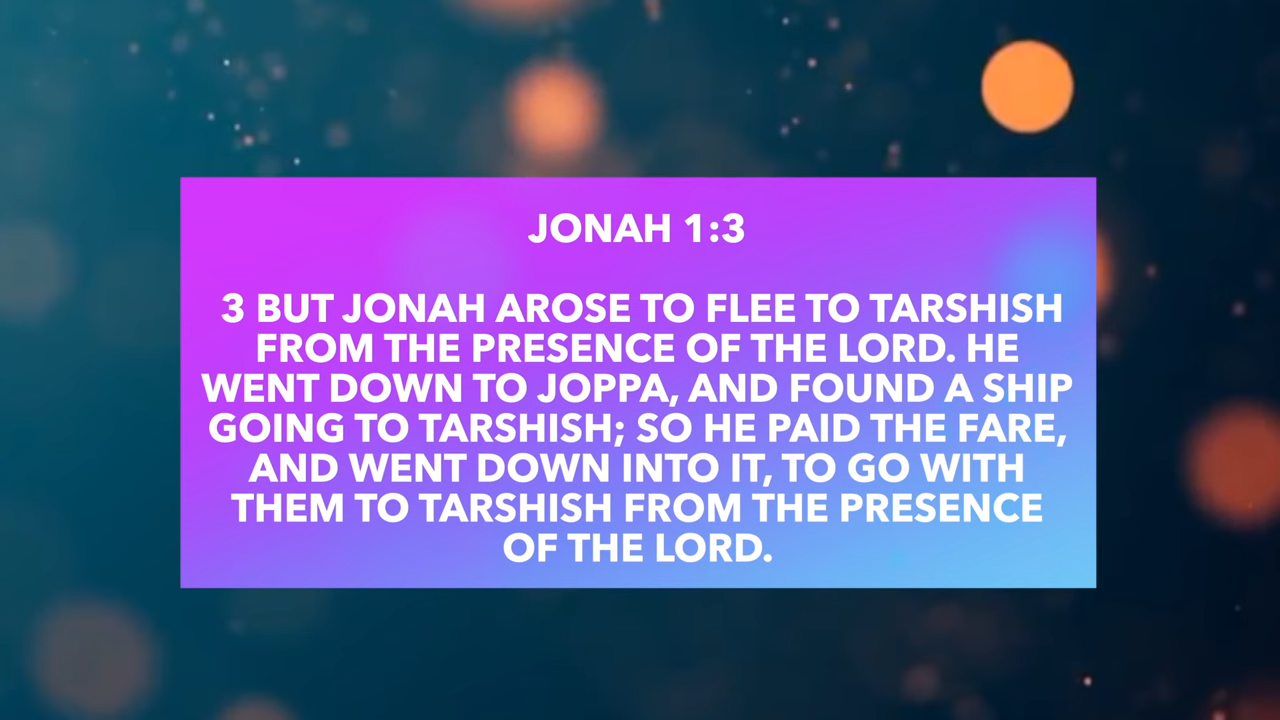 JONAH 1:3
3 BUT JONAH AROSE TO FLEE TO TARSHISH
FROM THE PRESENCE OF THE LORD. HE
WENT DOWN TO JOPPA, AND FOUND A SHIP
GOING TO TARSHISH; SO HE PAID THE FARE,
AND WENT DOWN INTO IT, TO GO WITH
THEM TO TARSHISH FROM THE PRESENCE
OF THE LORD.